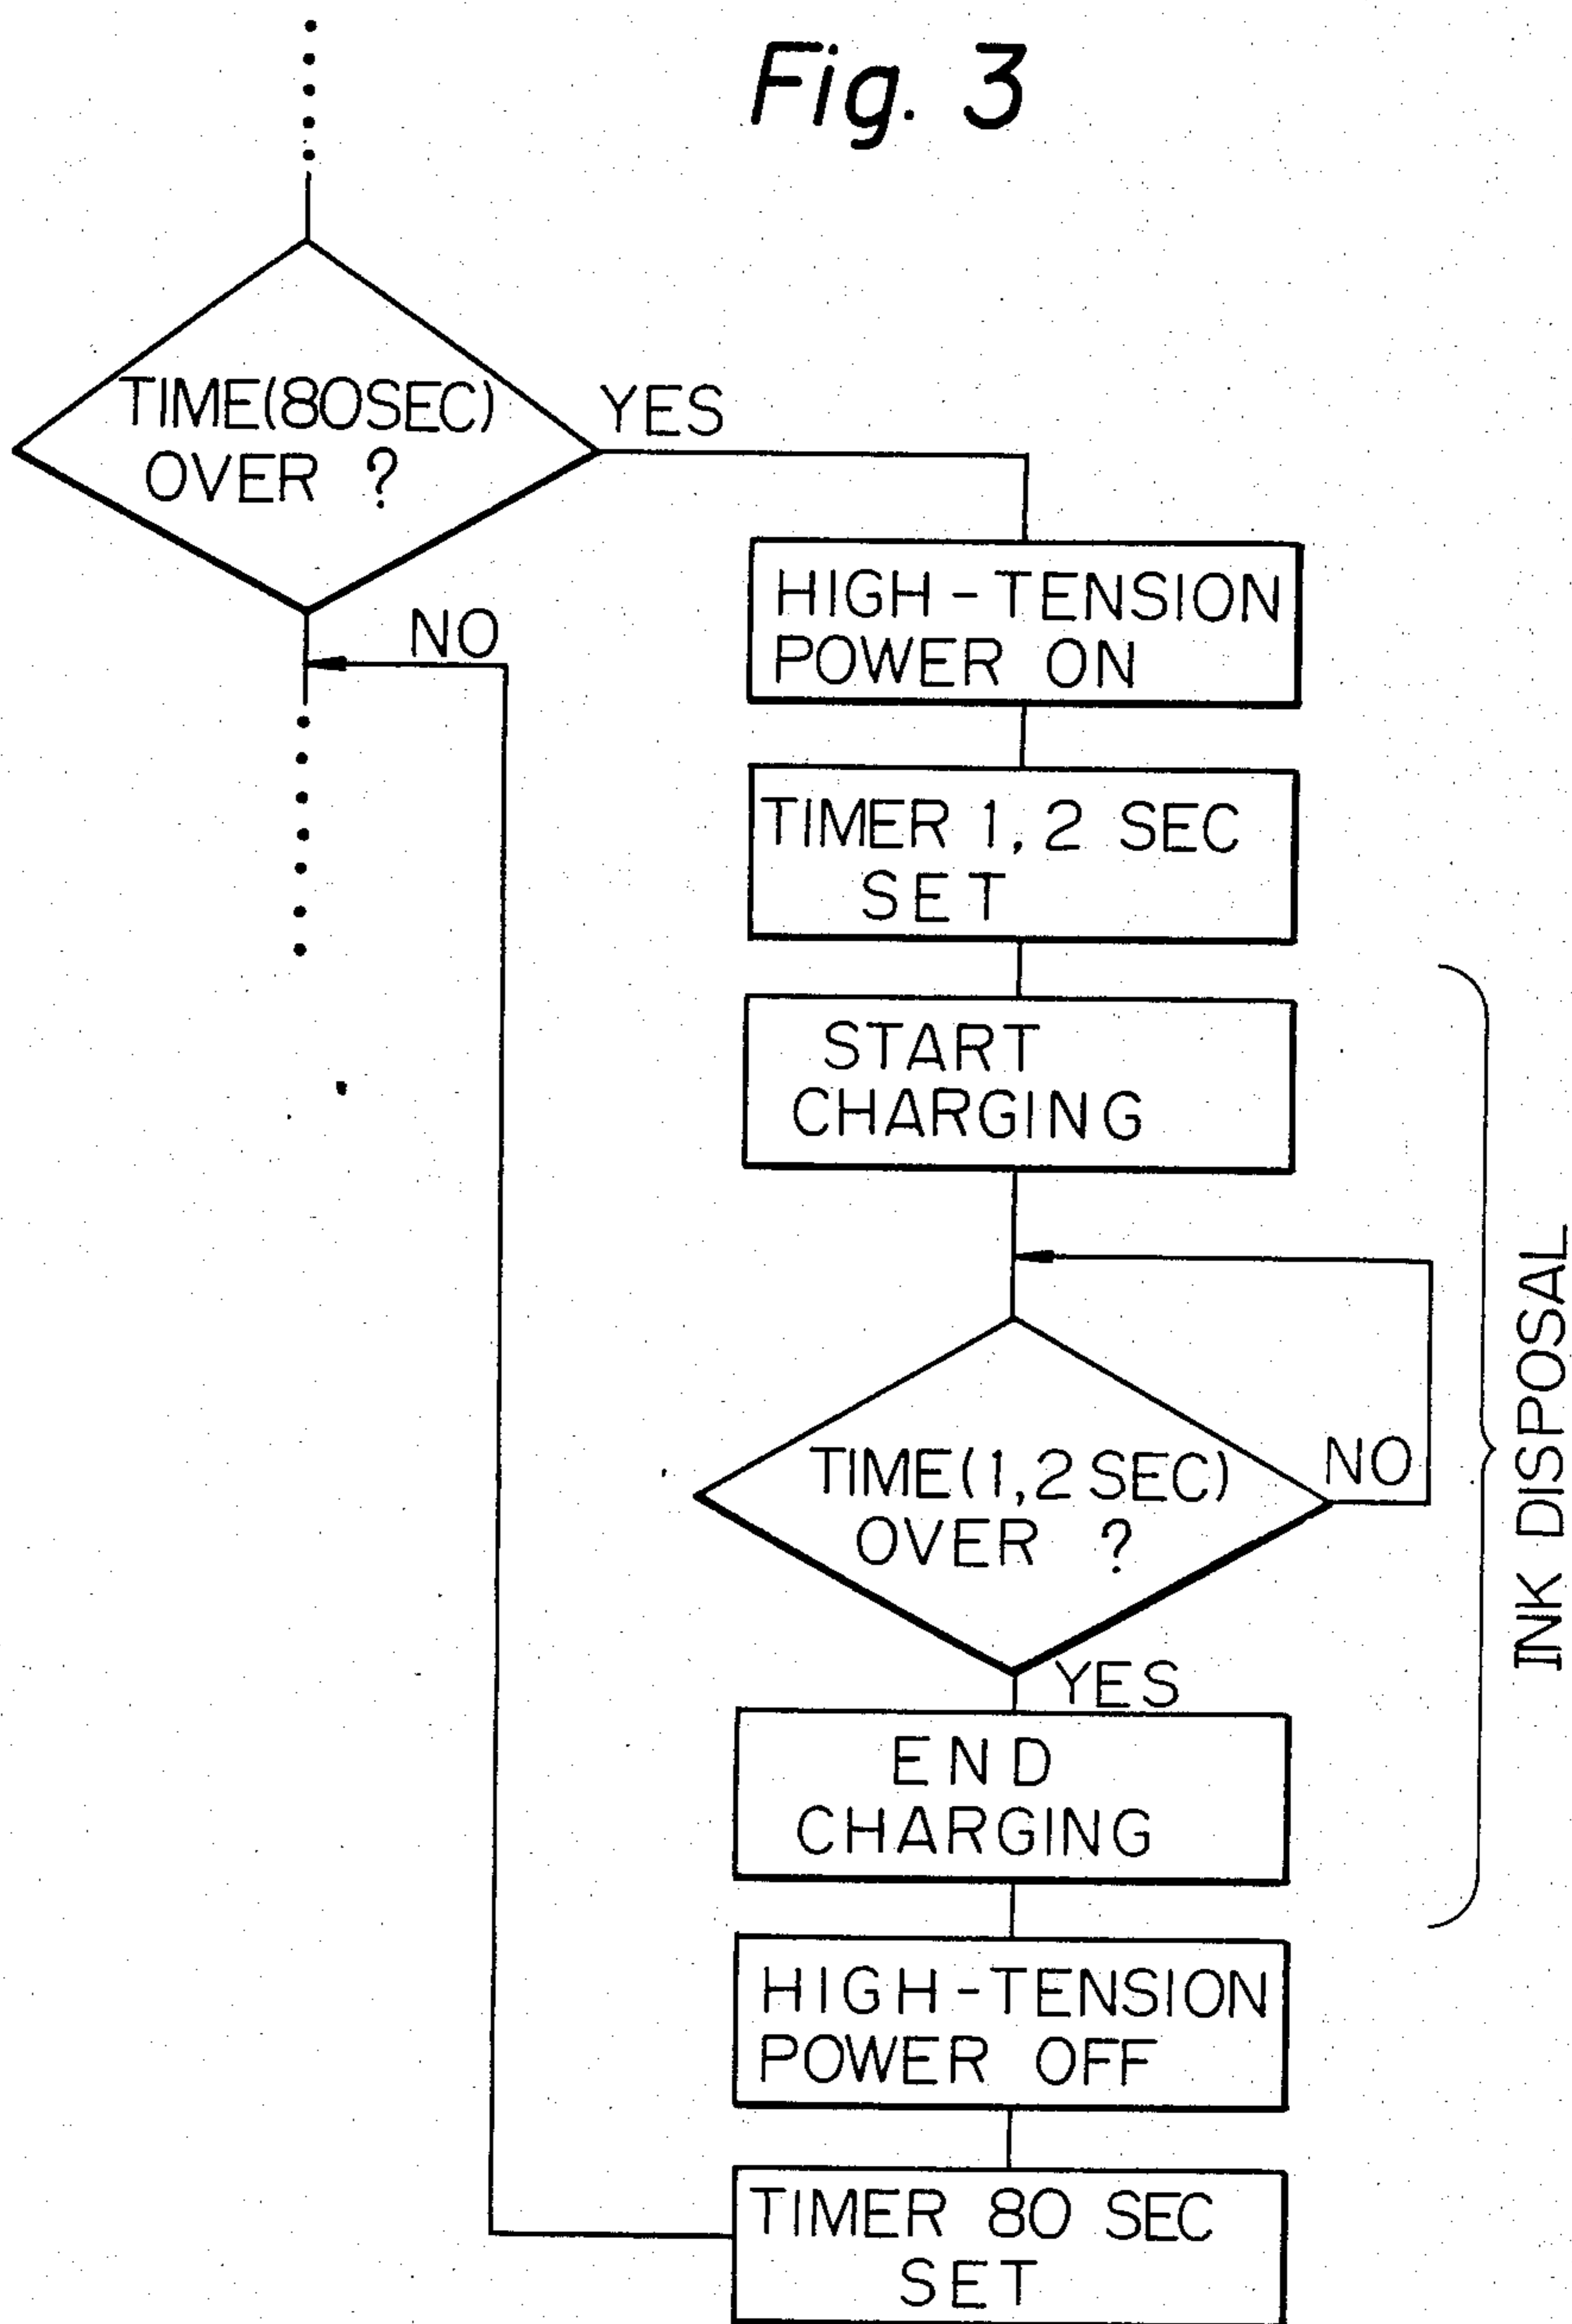 Fig. 3
TIME(80SEC)
OVER ?
YES
NO
HIGH-TENSION
POWER ON
TIMER 1,2 SEC
SET
START
CHARGING
TIME(1,2 SEC)
OVER ?
NO
YES
END
CHARGING
INK DISPOSAL
HIGH-TENSION
POWER OFF
TIMER 80 SEC
SET